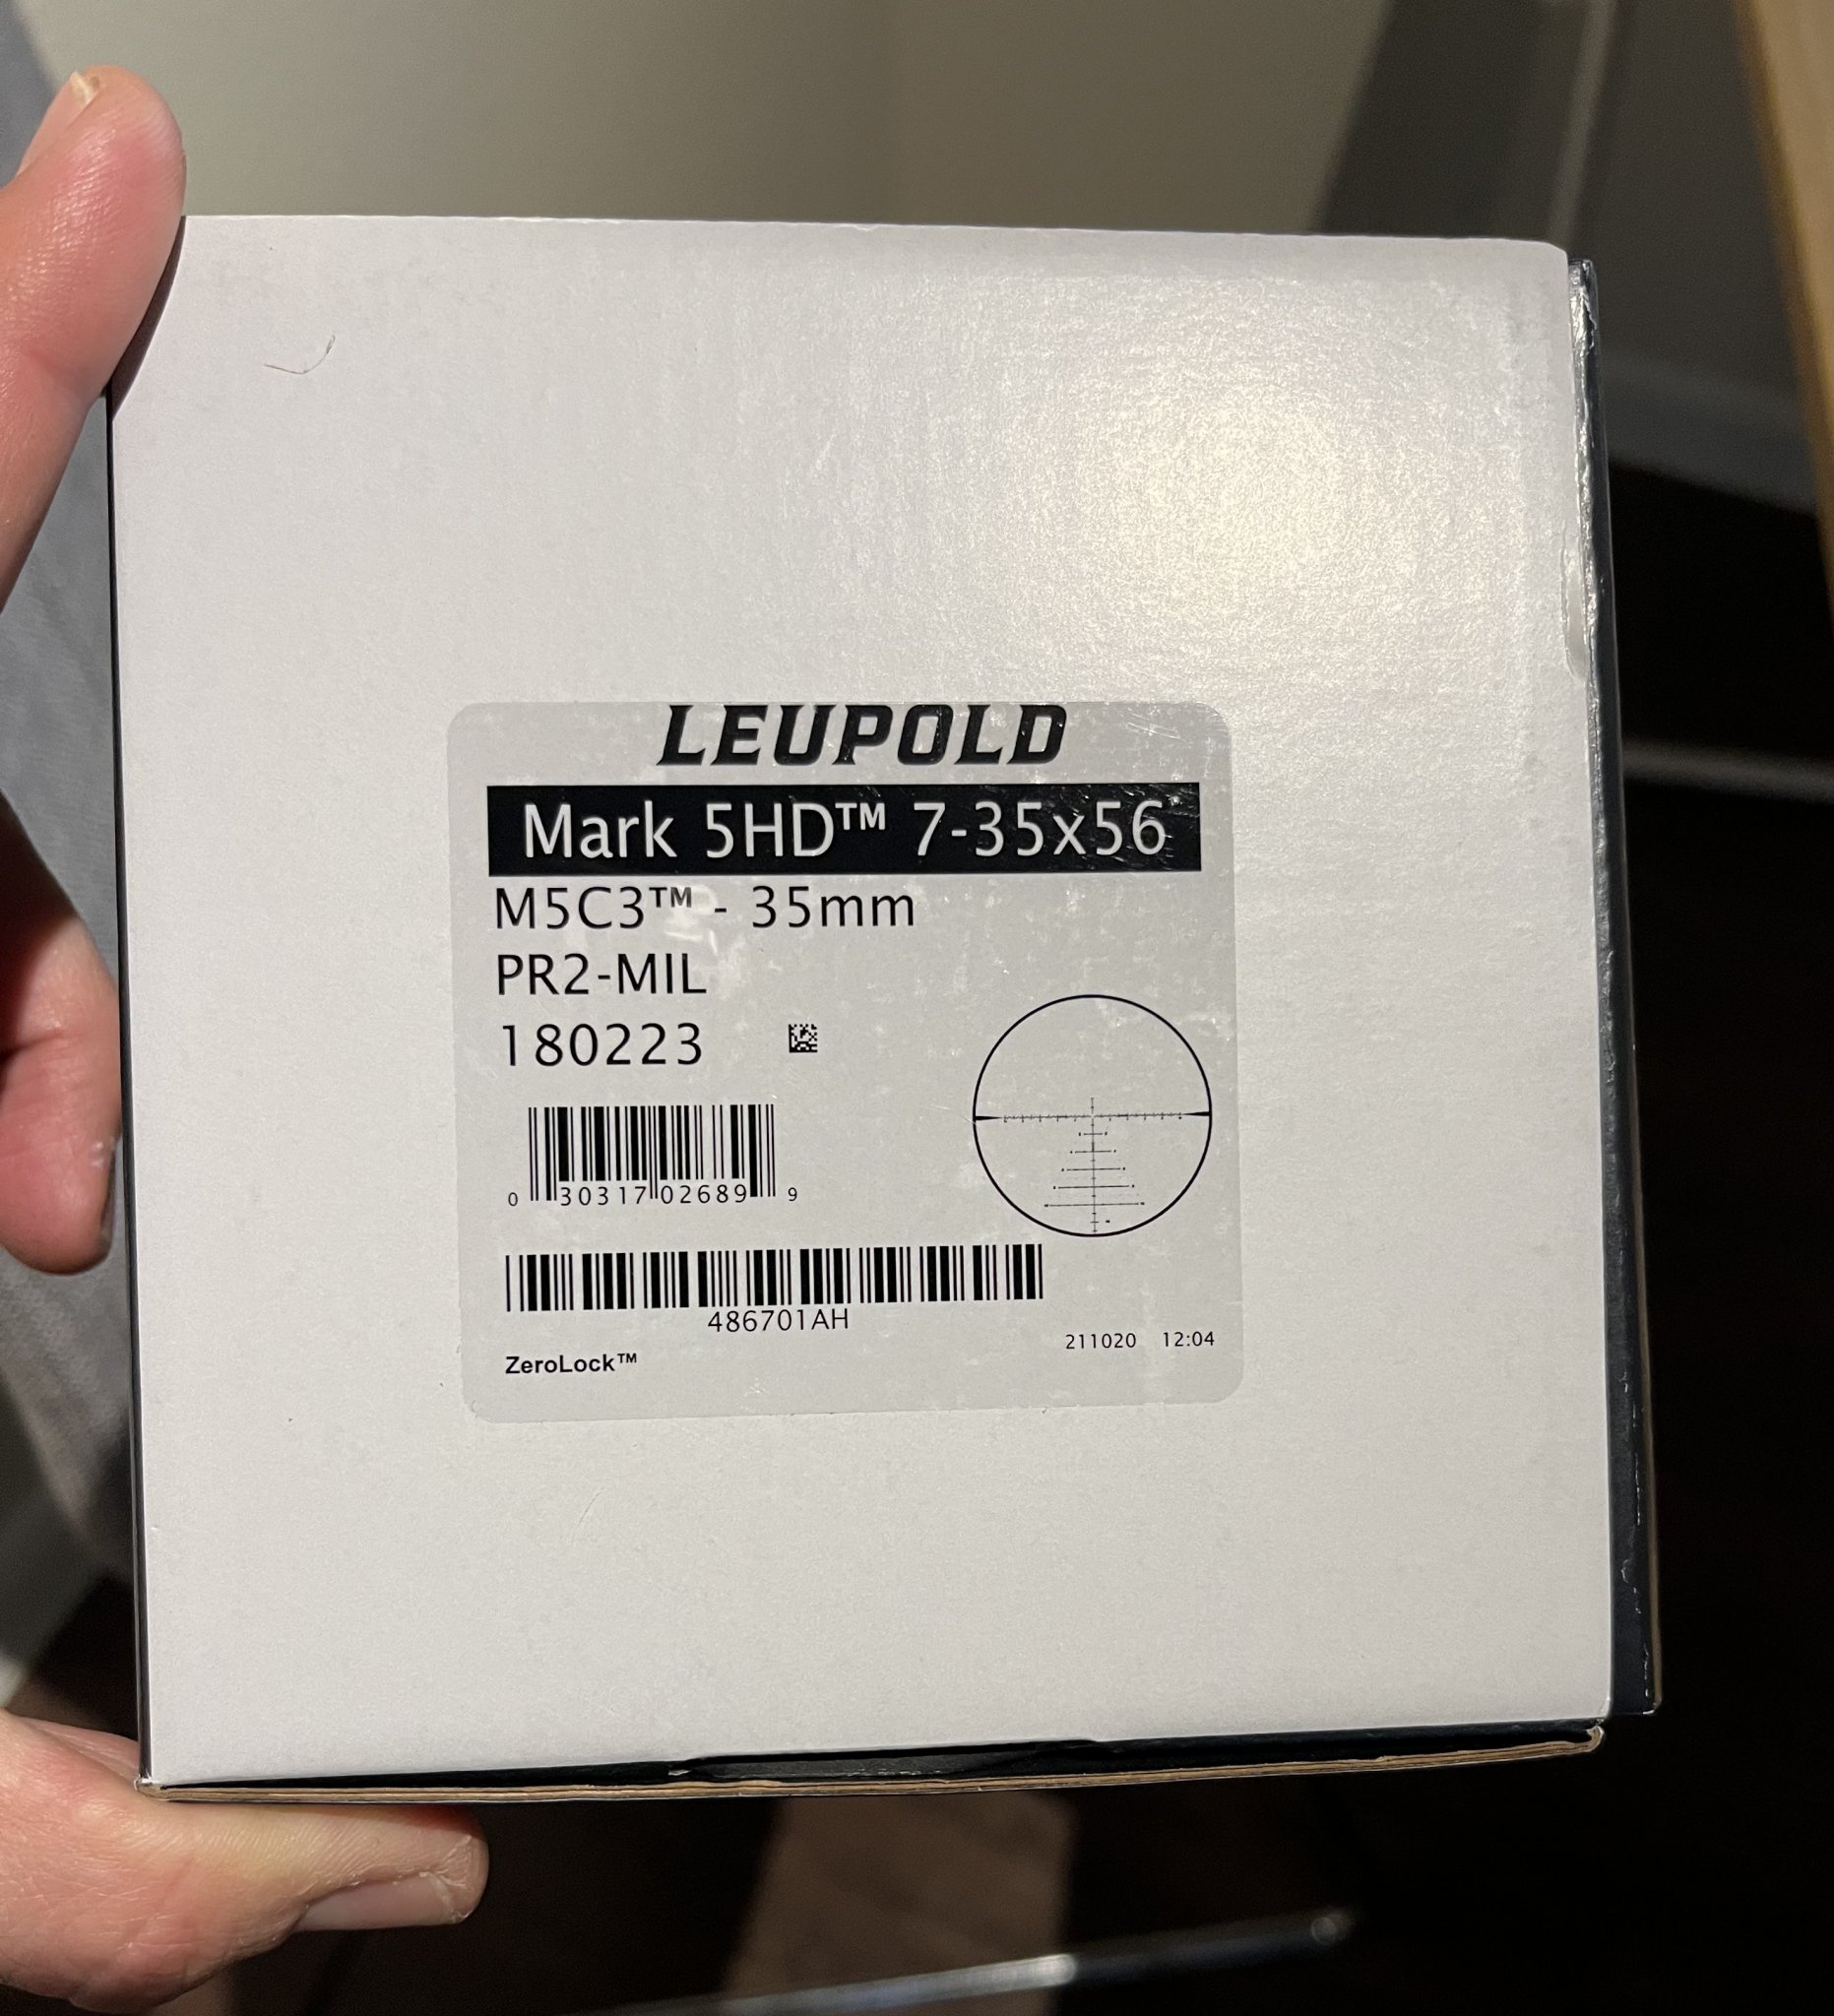 LEUPOLD
Mark 5HD™ 7-35x56
M5C3™ - 35mm
PR2-MIL
180223
0 30317 02689 9
486701AH
211020 12:04
ZeroLock™